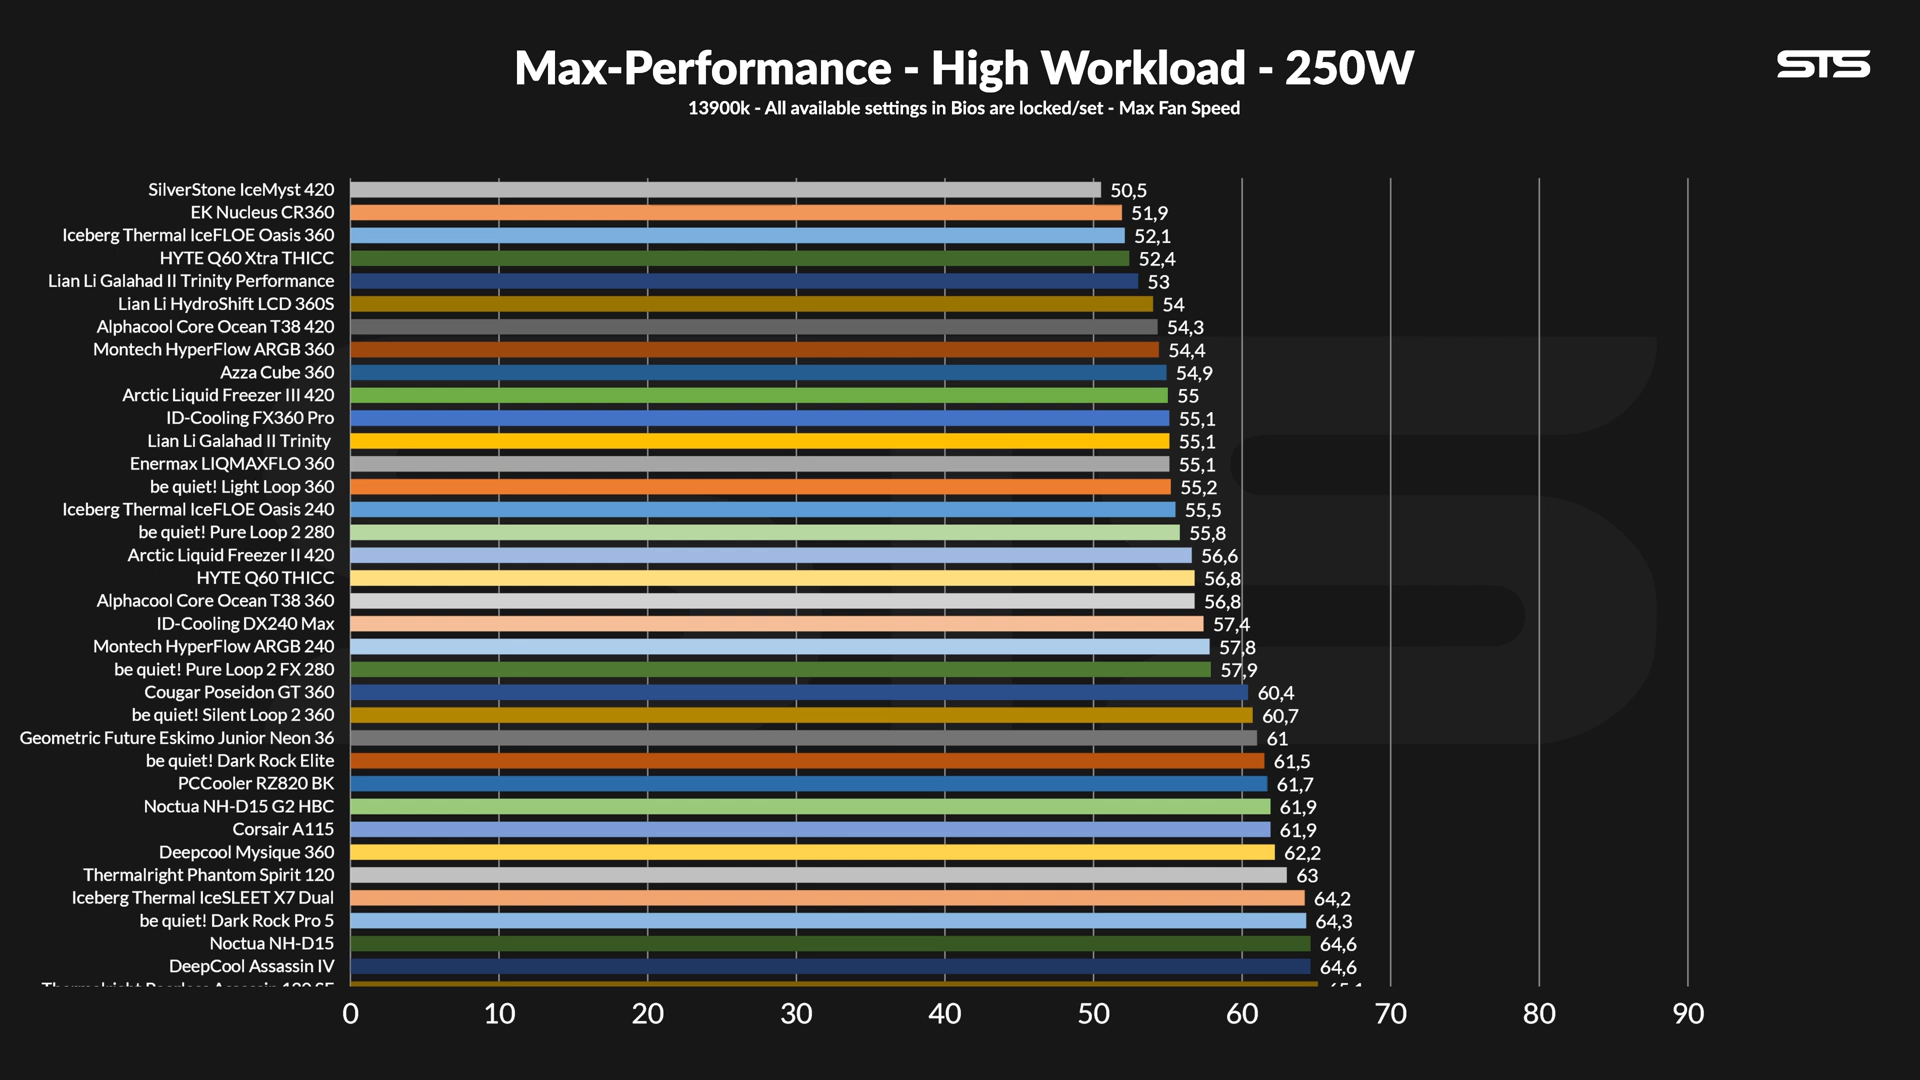 Max-Performance - High Workload - 250W
STS
13900k - All available settings in Bios are locked/set - Max Fan Speed
SilverStone IceMyst 420 50,5
EK Nucleus CR360 51,9
Iceberg Thermal IceFLOE Oasis 360 52,1
HYTE Q60 Xtra THICC 52,4
Lian Li Galahad II Trinity Performance 53
Lian Li HydroShift LCD 360S 54
Alphacool Core Ocean T38 420 54,3
Montech HyperFlow ARGB 360 54,4
Azza Cube 360 54,9
Arctic Liquid Freezer III 420 55
ID-Cooling FX360 Pro 55,1
Lian Li Galahad II Trinity 55,1
Enermax LIQMAXFLO 360 55,1
be quiet! Light Loop 360 55,2
Iceberg Thermal IceFLOE Oasis 240 55,5
be quiet! Pure Loop 2 280 55,8
Arctic Liquid Freezer II 420 56,6
HYTE Q60 THICC 56,8
Alphacool Core Ocean T38 360 56,8
ID-Cooling DX240 Max 57,4
Montech HyperFlow ARGB 240 57,8
be quiet! Pure Loop 2 FX 280 57,9
Cougar Poseidon GT 360 60,4
be quiet! Silent Loop 2 360 60,7
Geometric Future Eskimo Junior Neon 36 61
be quiet! Dark Rock Elite 61,5
PCCooler RZ820 BK 61,7
Noctua NH-D15 G2 HBC 61,9
Corsair A115 61,9
Deepcool Mysique 360 62,2
Thermalright Phantom Spirit 120 63
Iceberg Thermal IceSLEET X7 Dual 64,2
be quiet! Dark Rock Pro 5 64,3
Noctua NH-D15 64,6
DeepCool Assassin IV 64,6
0 10 20 30 40 50 60 70 80 90